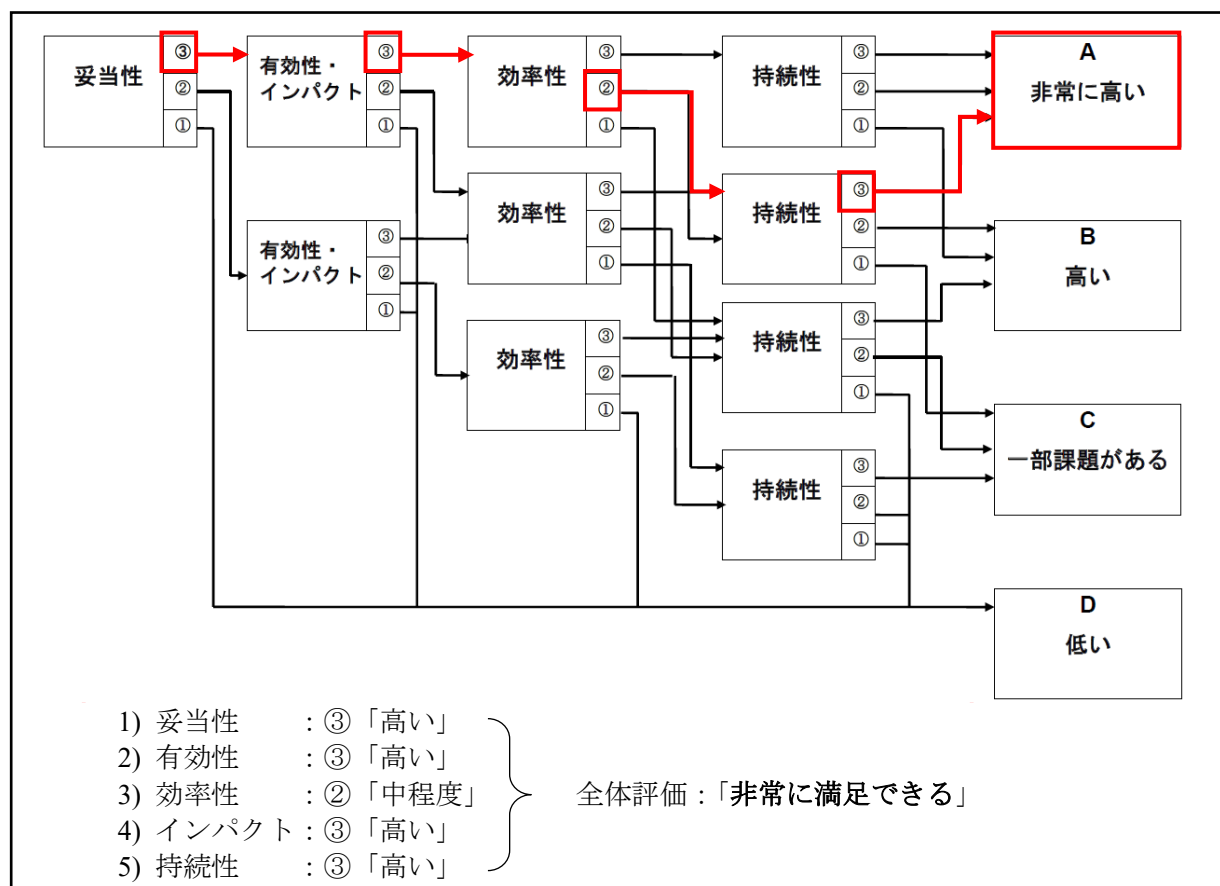 妥当性
③
②
①
有効性・
インパクト
③
②
①
効率性
③
②
①
持続性
③
②
①
A
非常に高い
有効性・
インパクト
③
②
①
効率性
③
②
①
持続性
③
②
①
B
高い
効率性
③
②
①
持続性
③
②
①
C
一部課題がある
持続性
③
②
①
D
低い
1) 妥当性 : ③「高い」
2) 有効性 : ③「高い」
3) 効率性 : ②「中程度」
4) インパクト : ③「高い」
5) 持続性 : ③「高い」
全体評価 : 「非常に満足できる」